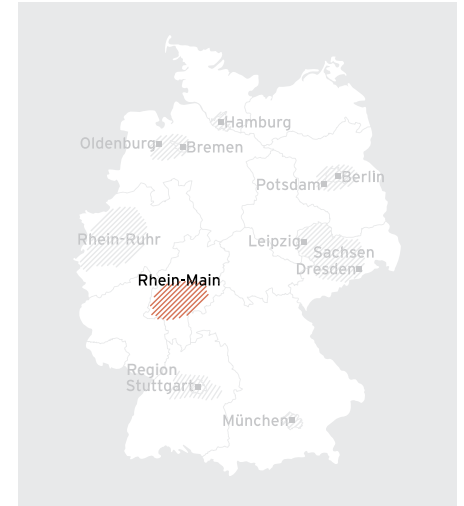 Hamburg
Oldenburg
Bremen
Berlin
Potsdam
Rhein-Ruhr
Leipzig
Sachsen
Dresden
Rhein-Main
Region
Stuttgart
München